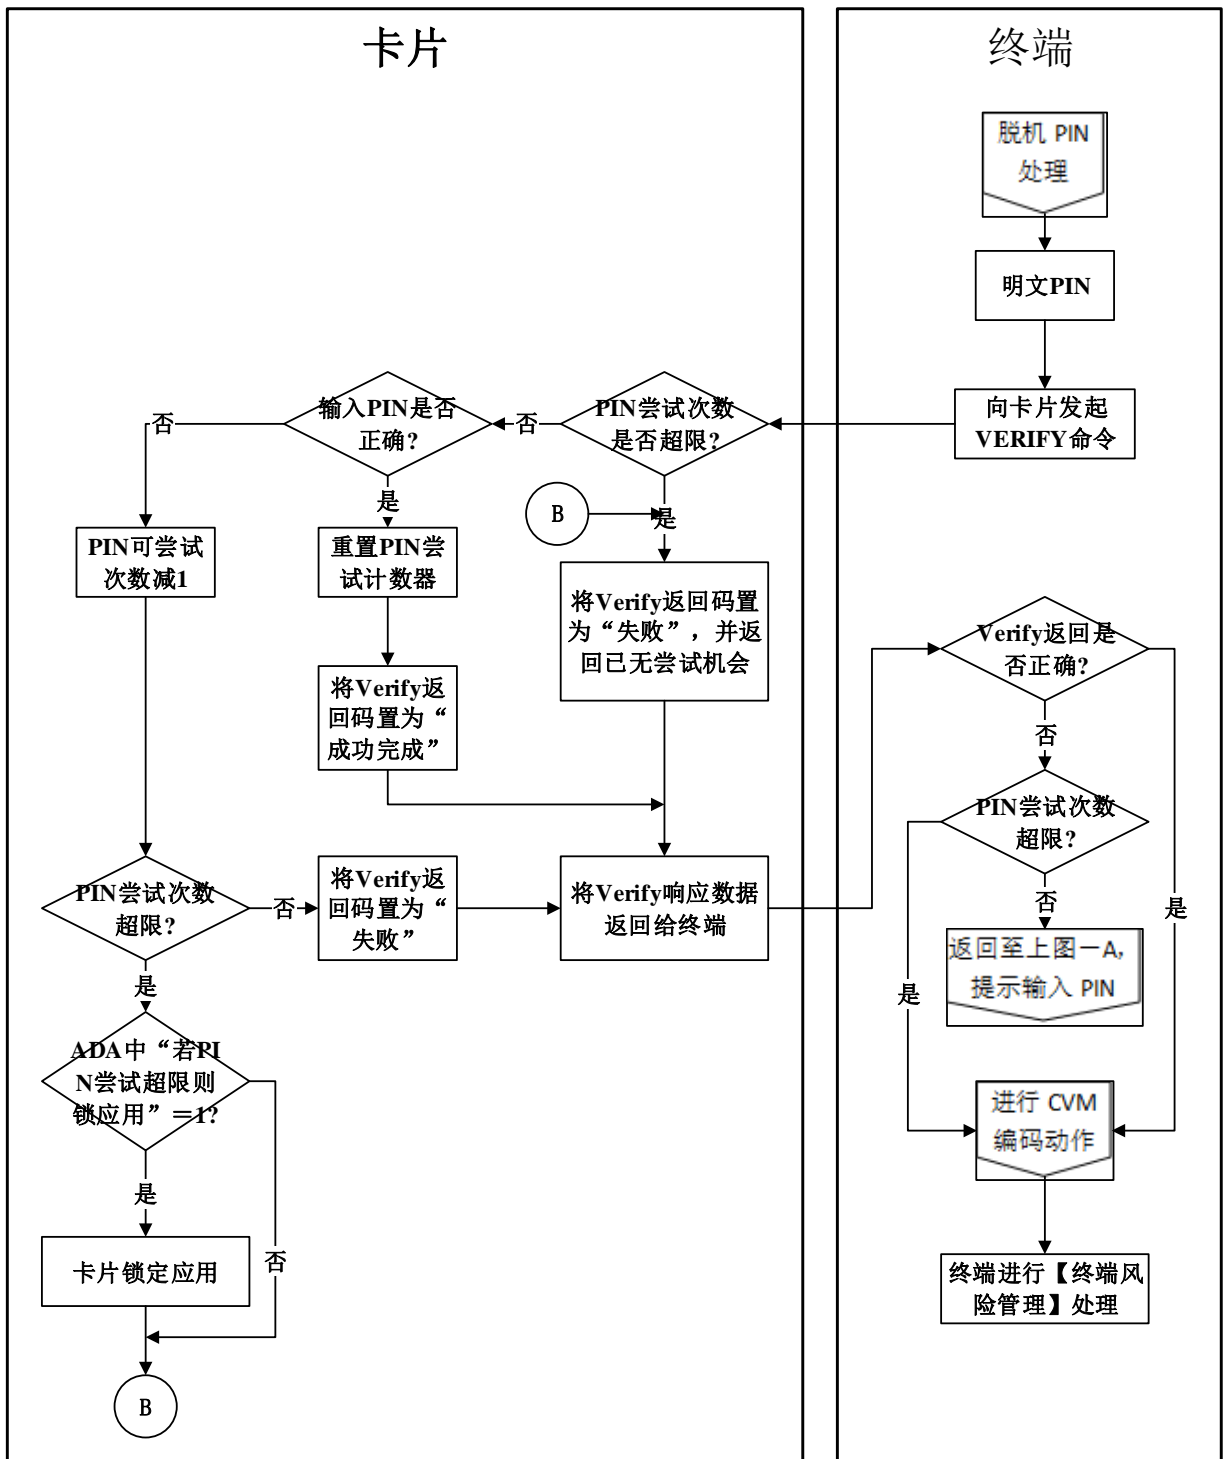 卡片
终端
脱机 PIN
处理
明文PIN
向卡片发起
VERIFY命令
PIN尝试次数
是否超限?
否
输入PIN是否
正确?
否
是
是
B
PIN可尝试
次数减1
重置PIN尝
试计数器
将Verify返回码置
为“失败”，并返
回已无尝试机会
将Verify返
回码置为“
成功完成”
PIN尝试次数
超限?
否
将Verify返
回码置为“
失败”
将Verify响应数据
返回给终端
是
ADA中“若PI
N尝试超限则
锁应用”＝1?
是
否
卡片锁定应用
B
Verify返回是
否正确?
否
是
PIN尝试次数
超限?
否
是
返回至上图一A,
提示输入 PIN
进行 CVM
编码动作
终端进行【终端风
险管理】处理